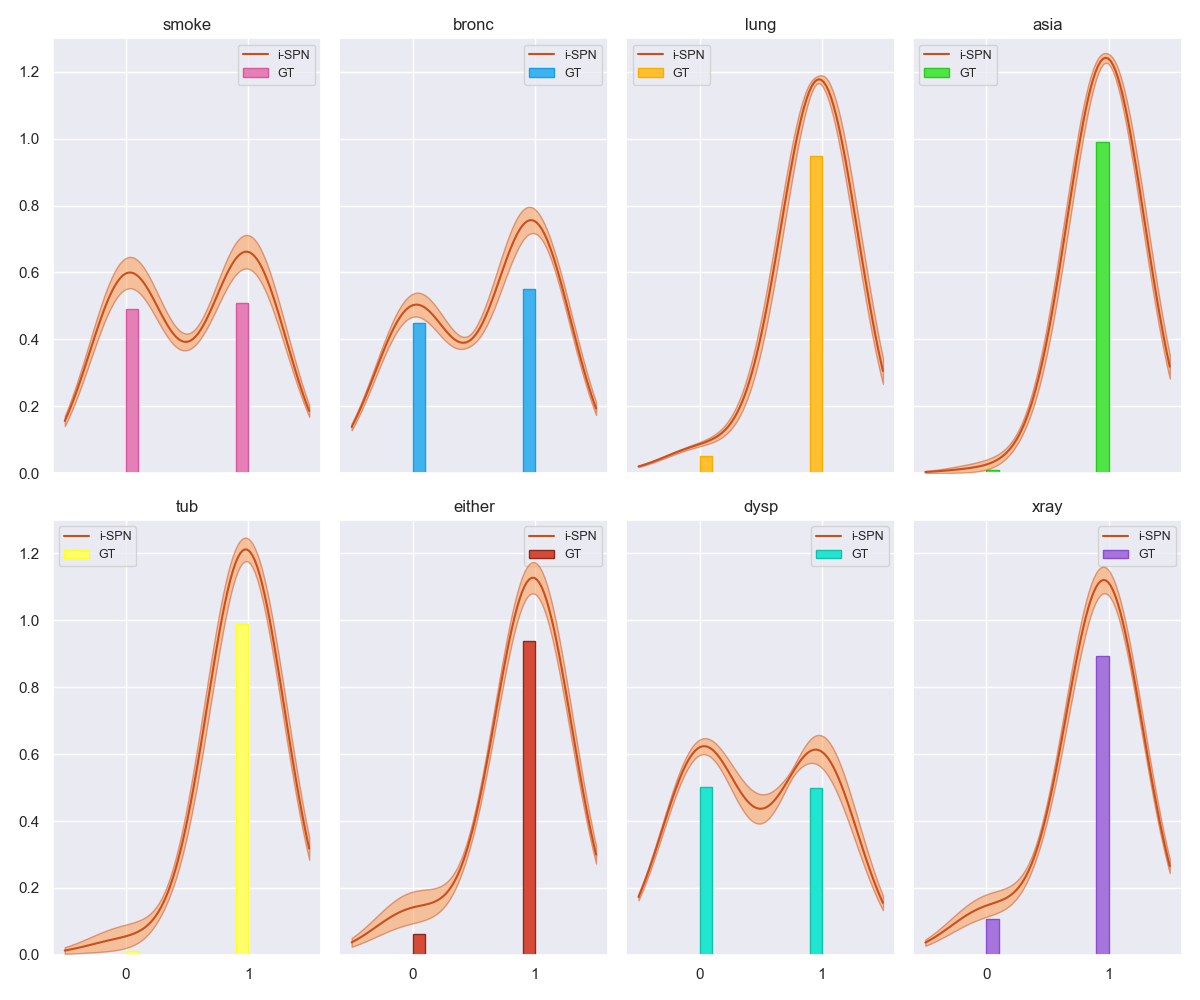 smoke
bronc
lung
asia
i-SPN
GT
i-SPN
GT
i-SPN
GT
i-SPN
GT
1.2
1.0
0.8
0.6
0.4
0.2
0.0
tub
either
dysp
xray
i-SPN
GT
i-SPN
GT
i-SPN
GT
i-SPN
GT
1.2
1.0
0.8
0.6
0.4
0.2
0.0
0 1
0 1
0 1
0 1